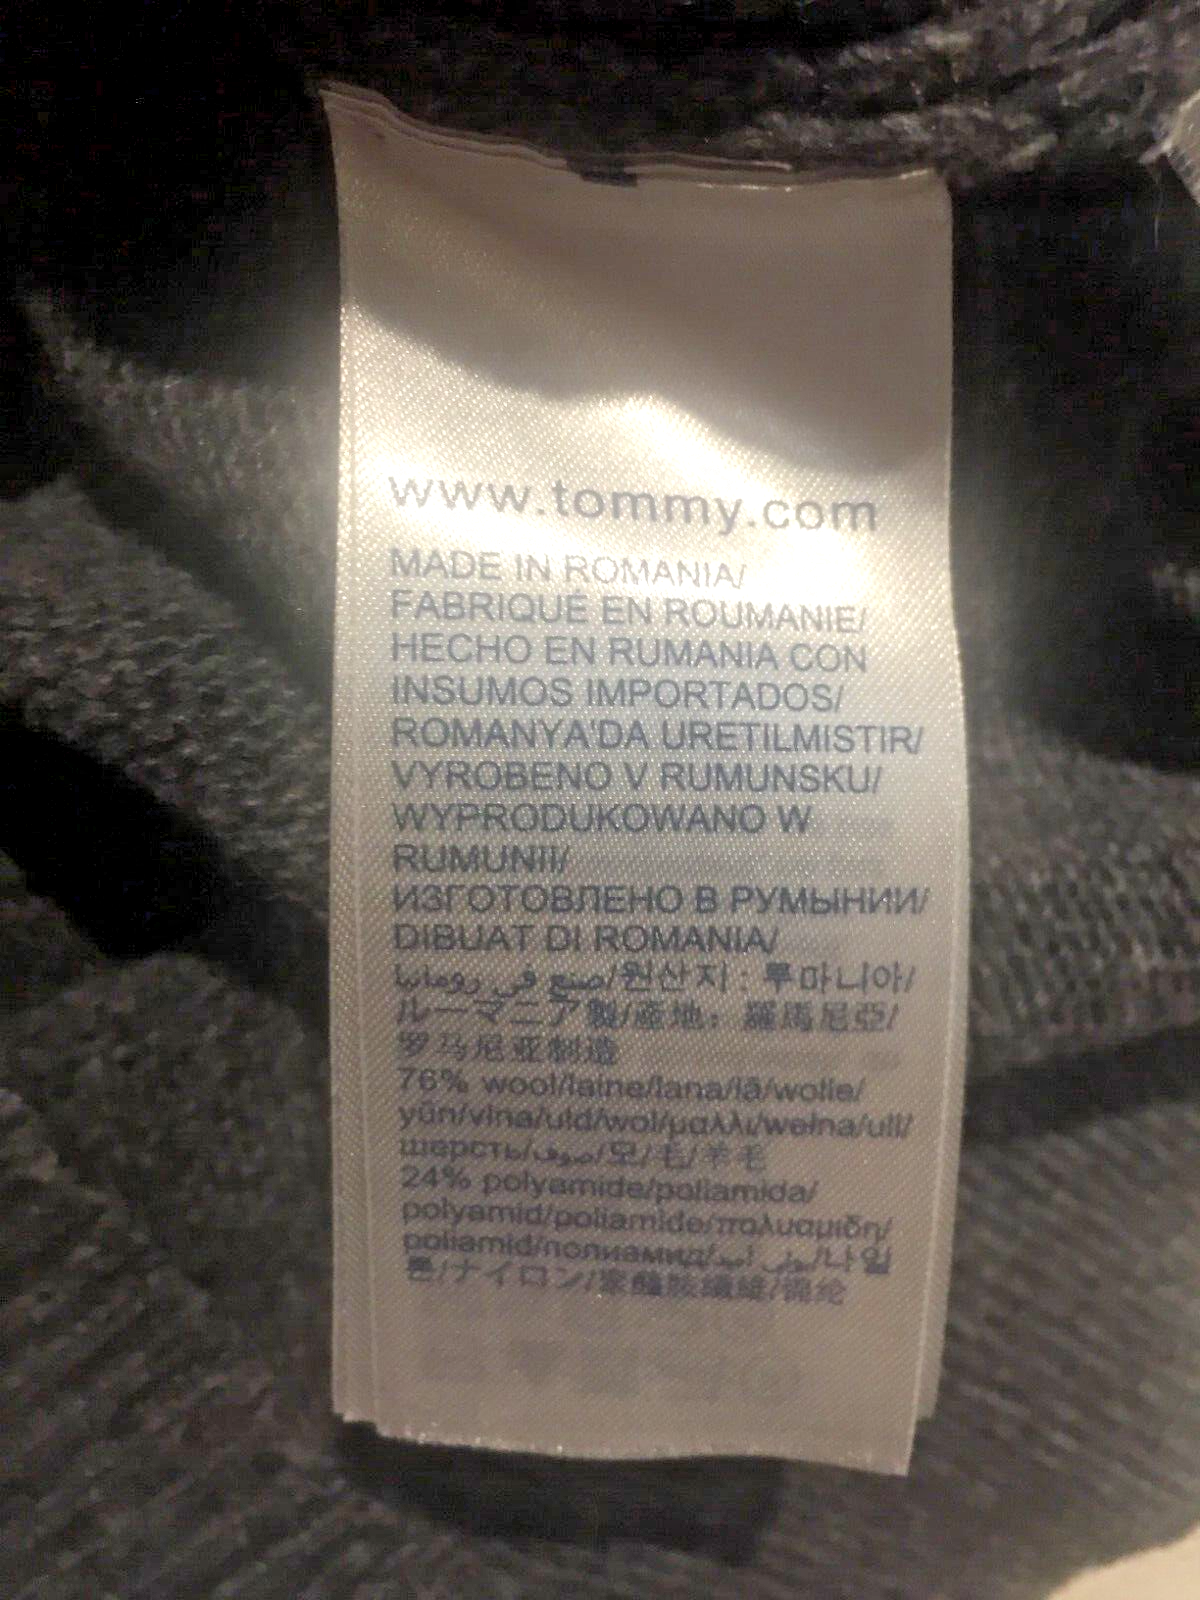 www.tommy.com
MADE IN ROMANIA/
FABRIQUÉ EN ROUMANIE/
HECHO EN RUMANIA CON
INSUMOS IMPORTADOS/
ROMANYA'DA URETILMISTIR/
VYROBENO V RUMUNSKU/
WYPRODUKOWANO W
RUMUNII/
ИЗГОТОВЛЕНО В РУМЫНИИ/
DIBUAT DI ROMANIA/
صنع في رومانيا/원산지 : 루마니아/
ルーマニア製/産地：羅馬尼亞/
罗马尼亚制造
76% wool/laine/lana/lã/wolle/
yün/vlna/uld/wol/μαλλι/wełna/ull/
шерсть/صوف/모/毛/羊毛
24% polyamide/poliamida/
polyamid/poliamide/πολυαμιδη/
poliamid/полиамид/بولي اميد/나일
론/ナイロン/聚醯胺纖維/锦纶